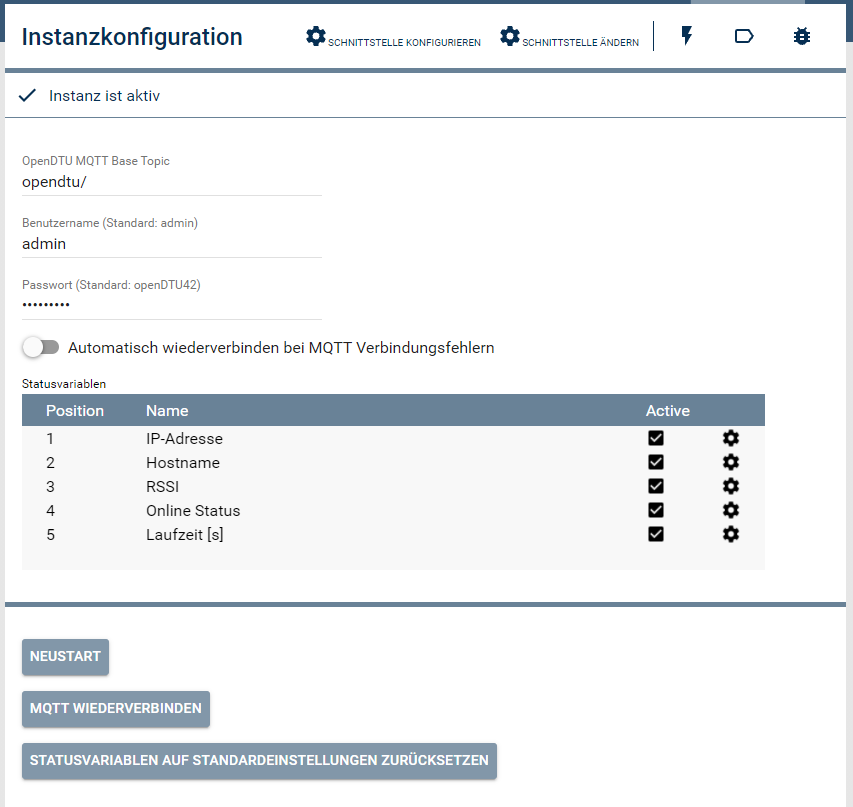 Instanzkonfiguration SCHNITTSTELLE KONFIGURIEREN SCHNITTSTELLE ÄNDERN
Instanz ist aktiv
OpenDTU MQTT Base Topic
opendtu/
Benutzername (Standard: admin)
admin
Passwort (Standard: openDTU42)
•••••••••
Automatisch wiederverbinden bei MQTT Verbindungsfehlern
Statusvariablen
Position Name Active
1 IP-Adresse
2 Hostname
3 RSSI
4 Online Status
5 Laufzeit [s]
NEUSTART
MQTT WIEDERVERBINDEN
STATUSVARIABLEN AUF STANDARDEINSTELLUNGEN ZURÜCKSETZEN